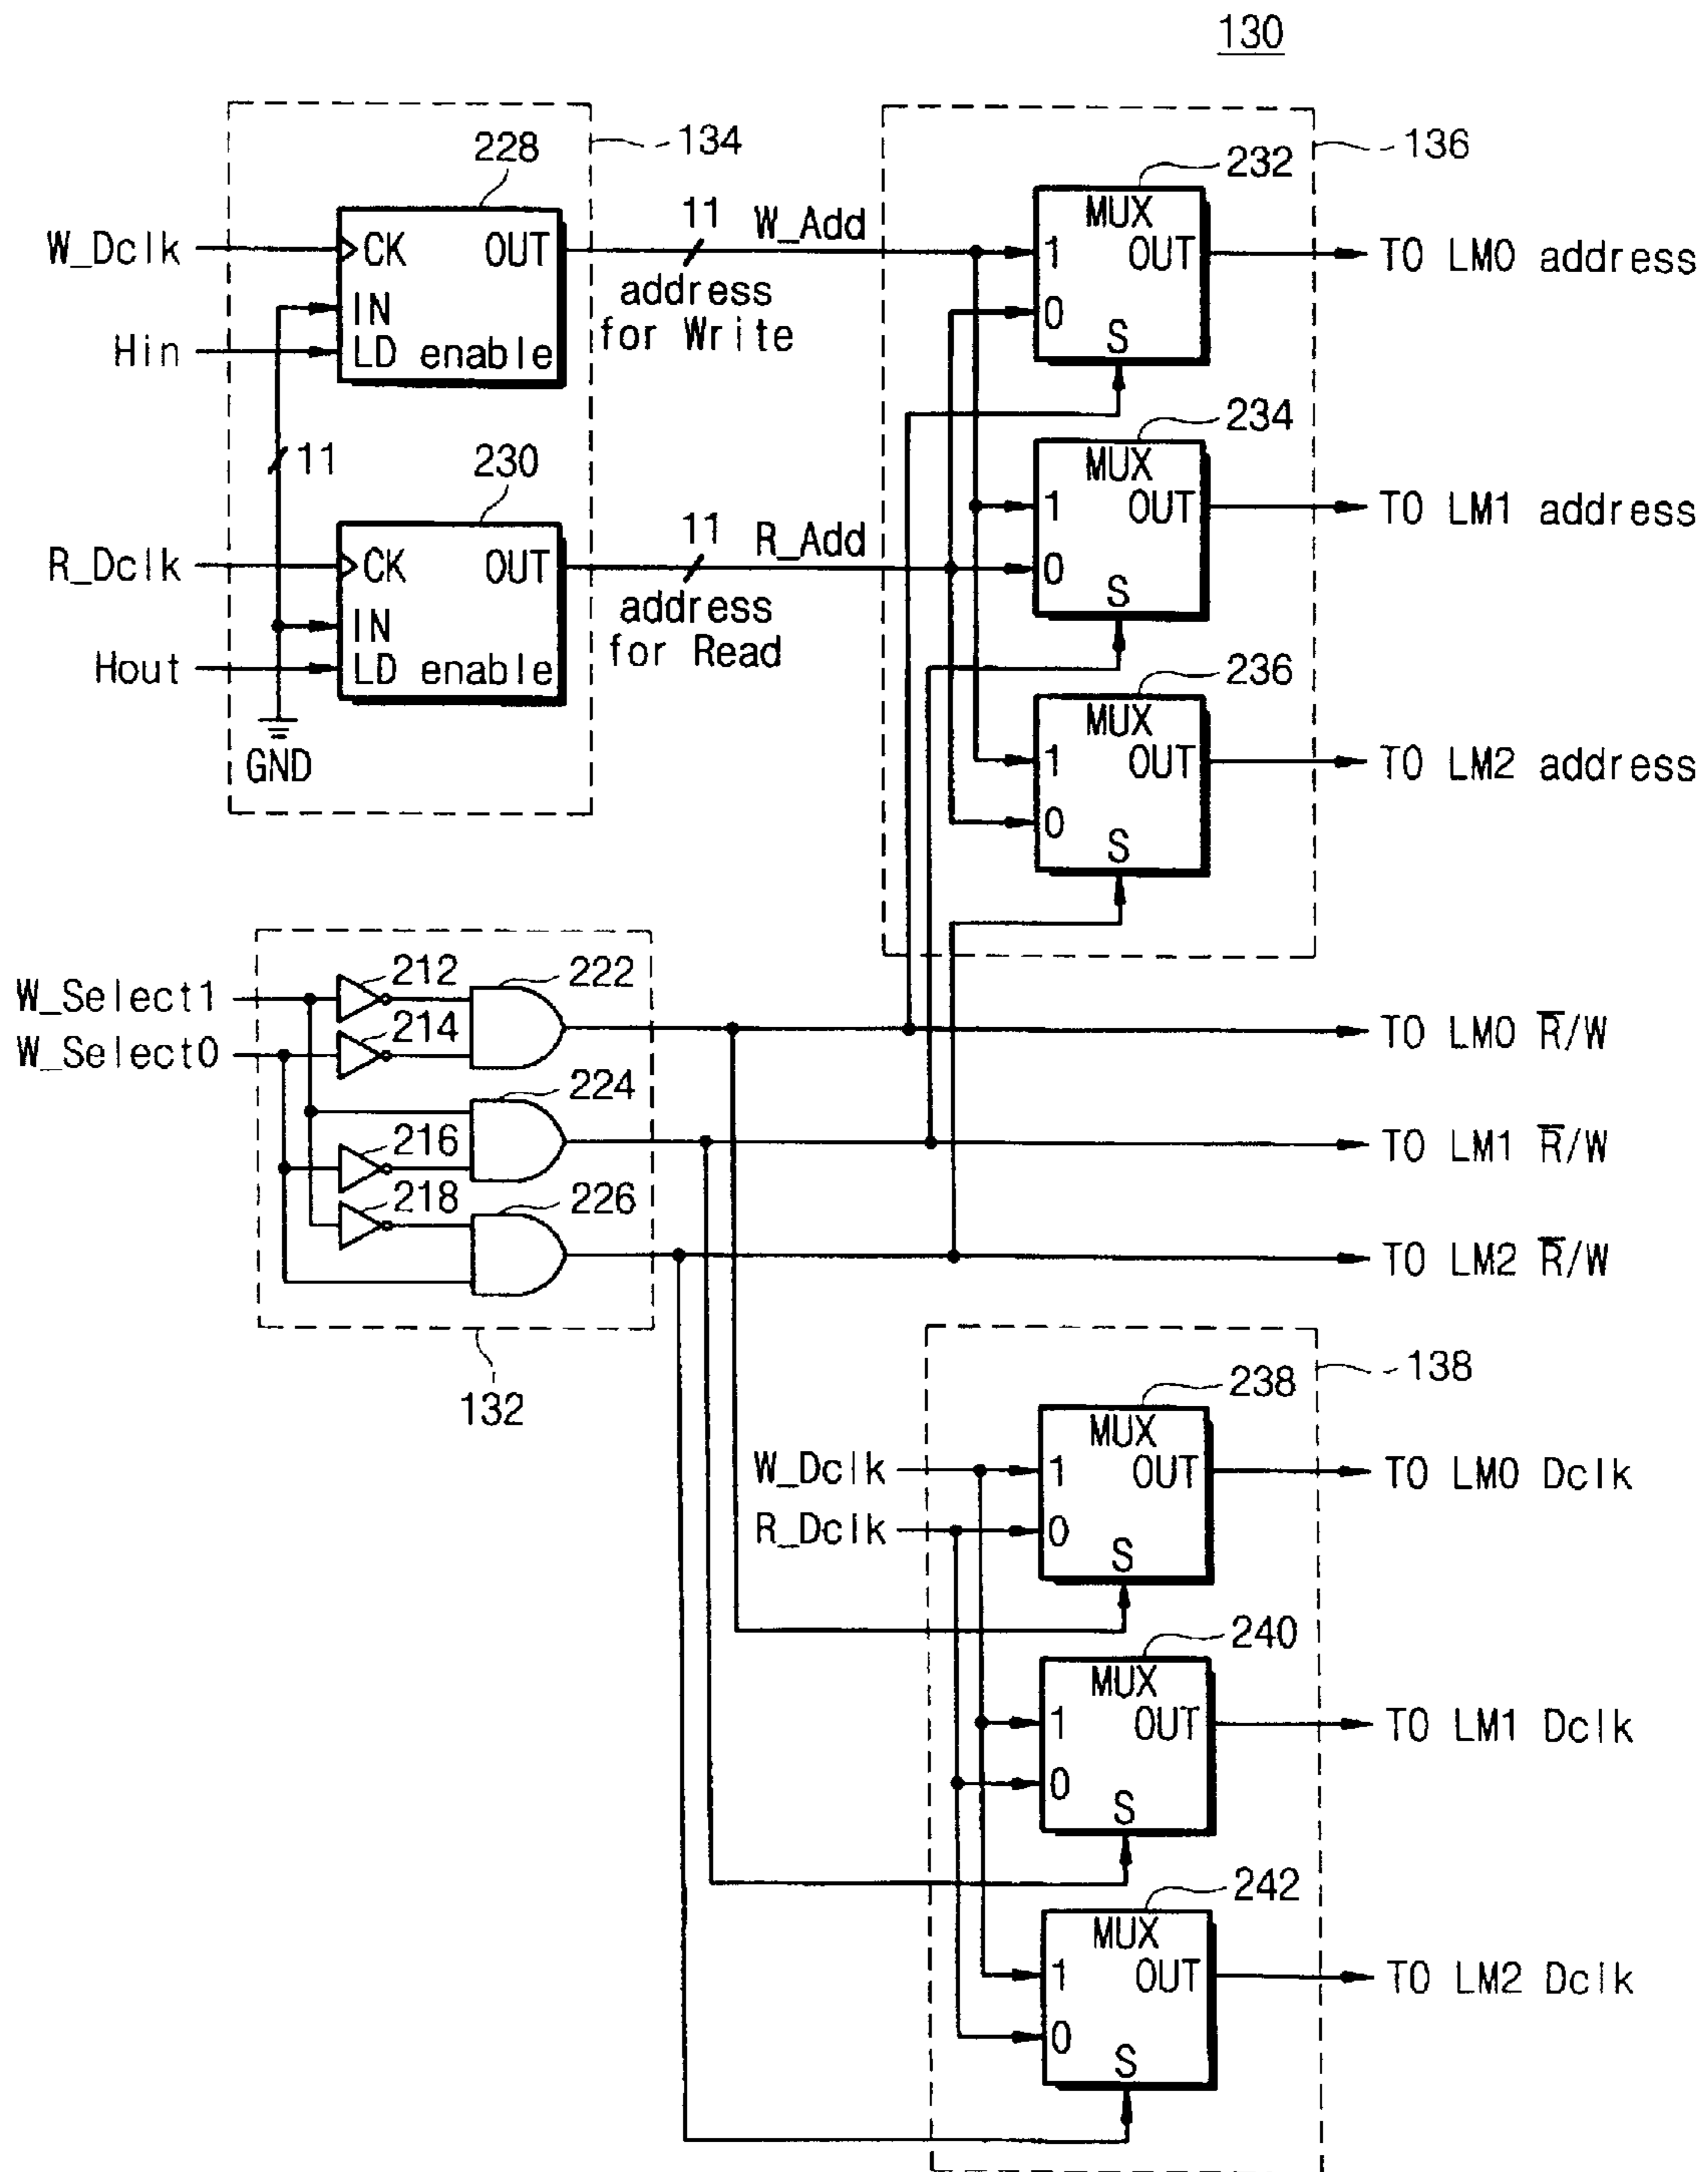 130
134
228
W_Dclk
CK
OUT
IN
Hin
LD enable
11
W_Add
address
for Write
11
230
R_Dclk
CK
OUT
IN
Hout
LD enable
GND
11
R_Add
address
for Read
136
232
MUX
1
OUT
0
S
TO LM0 address
234
MUX
1
OUT
0
S
TO LM1 address
236
MUX
1
OUT
0
S
TO LM2 address
W_Select1
W_Select0
212
222
214
224
216
218
226
132
TO LM0 R̅/W
TO LM1 R̅/W
TO LM2 R̅/W
138
238
W_Dclk
R_Dclk
MUX
1
OUT
0
S
TO LM0 Dclk
240
MUX
1
OUT
0
S
TO LM1 Dclk
242
MUX
1
OUT
0
S
TO LM2 Dclk